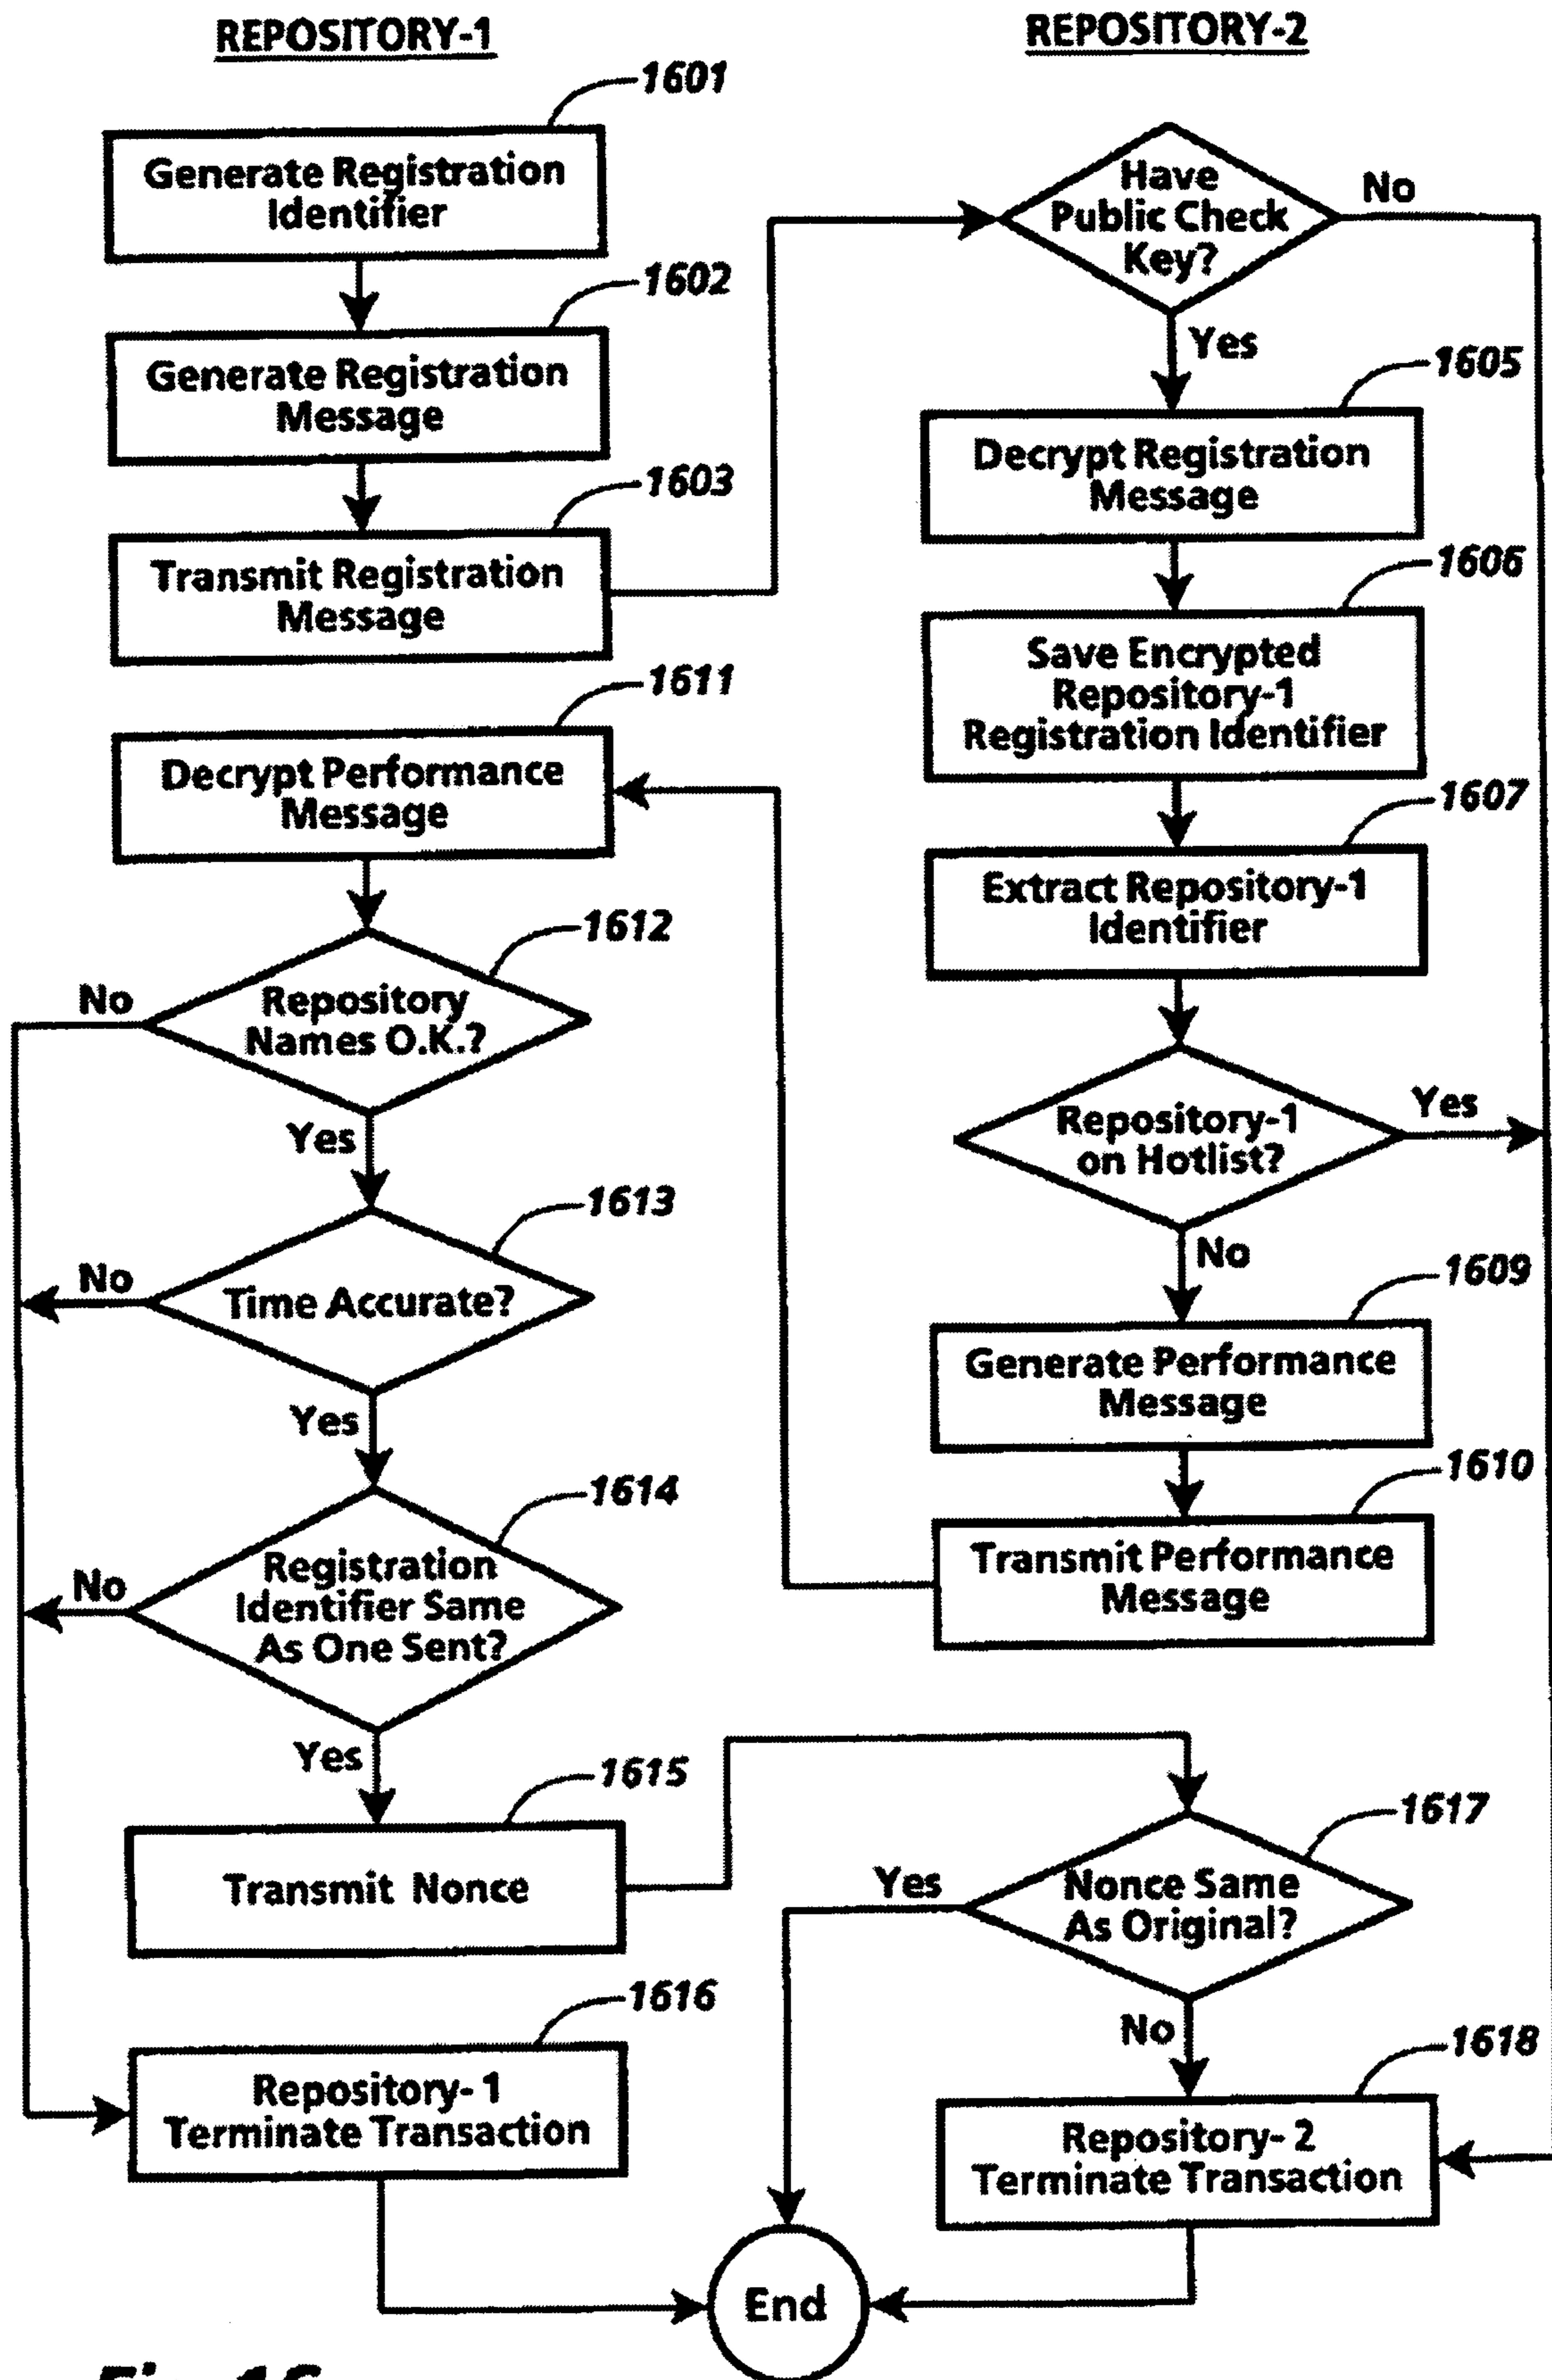 REPOSITORY-1
1601
Generate Registration
Identifier
1602
Generate Registration
Message
1603
Transmit Registration
Message
1611
Decrypt Performance
Message
1612
No
Repository
Names O.K.?
Yes
1613
No
Time Accurate?
Yes
1614
No
Registration
Identifier Same
As One Sent?
Yes
1615
Transmit Nonce
1616
Repository- 1
Terminate Transaction
REPOSITORY-2
Have
Public Check
Key?
No
Yes
1605
Decrypt Registration
Message
1606
Save Encrypted
Repository-1
Registration Identifier
1607
Extract Repository-1
Identifier
Repository-1
on Hotlist?
Yes
No
1609
Generate Performance
Message
1610
Transmit Performance
Message
1617
Yes
Nonce Same
As Original?
No
1618
Repository- 2
Terminate Transaction
End